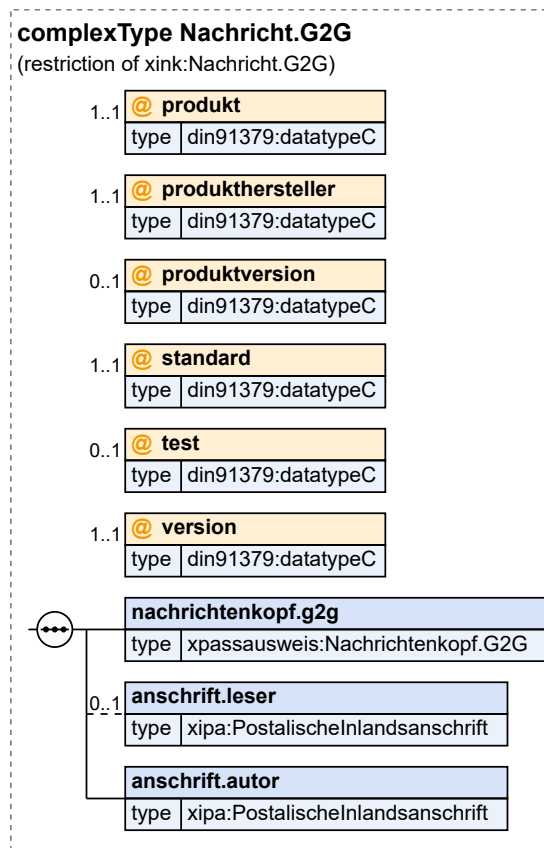 complexType Nachricht.G2G
(restriction of xink:Nachricht.G2G)
1..1 @ produkt
type din91379:datatypeC
1..1 @ produkthersteller
type din91379:datatypeC
0..1 @ produktversion
type din91379:datatypeC
1..1 @ standard
type din91379:datatypeC
0..1 @ test
type din91379:datatypeC
1..1 @ version
type din91379:datatypeC
nachrichtenkopf.g2g
type xpassausweis:Nachrichtenkopf.G2G
0..1 anschrift.leser
type xipa:PostalischeInlandsanschrift
anschrift.autor
type xipa:PostalischeInlandsanschrift